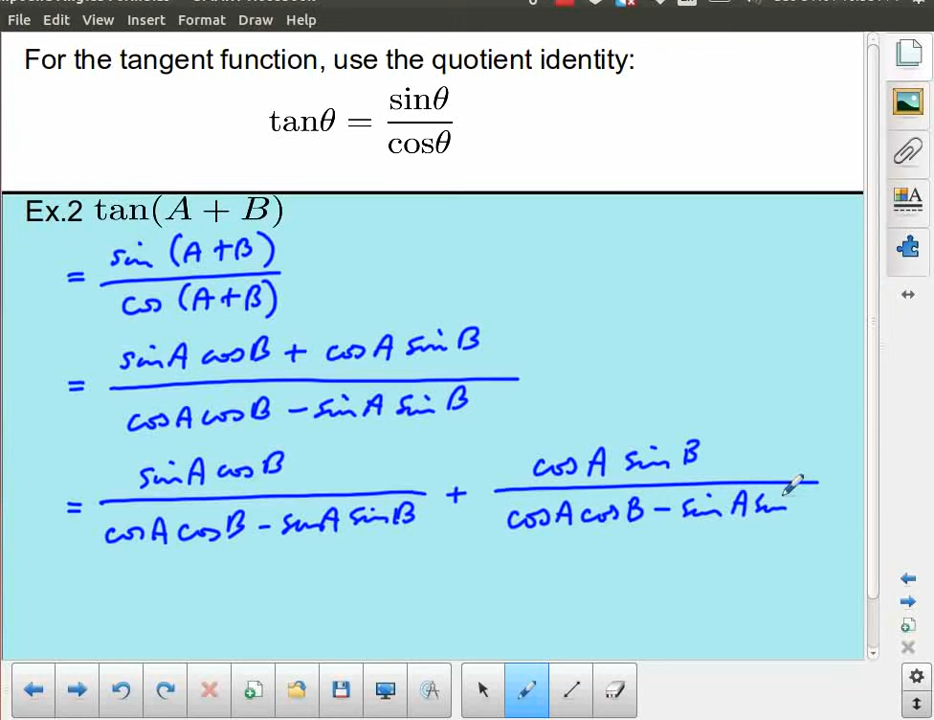 File Edit View Insert Format Draw Help
For the tangent function, use the quotient identity:
tanθ = sinθ/cosθ
Ex.2 tan(A + B)
= sin (A+B)/cos (A+B)
= sinA cosB + cosA sinB/cosA cosB - sinA sinB
= sinA cosB/cosA cosB - sinA sinB + cosA sinB/cosA cosB - sinA sin